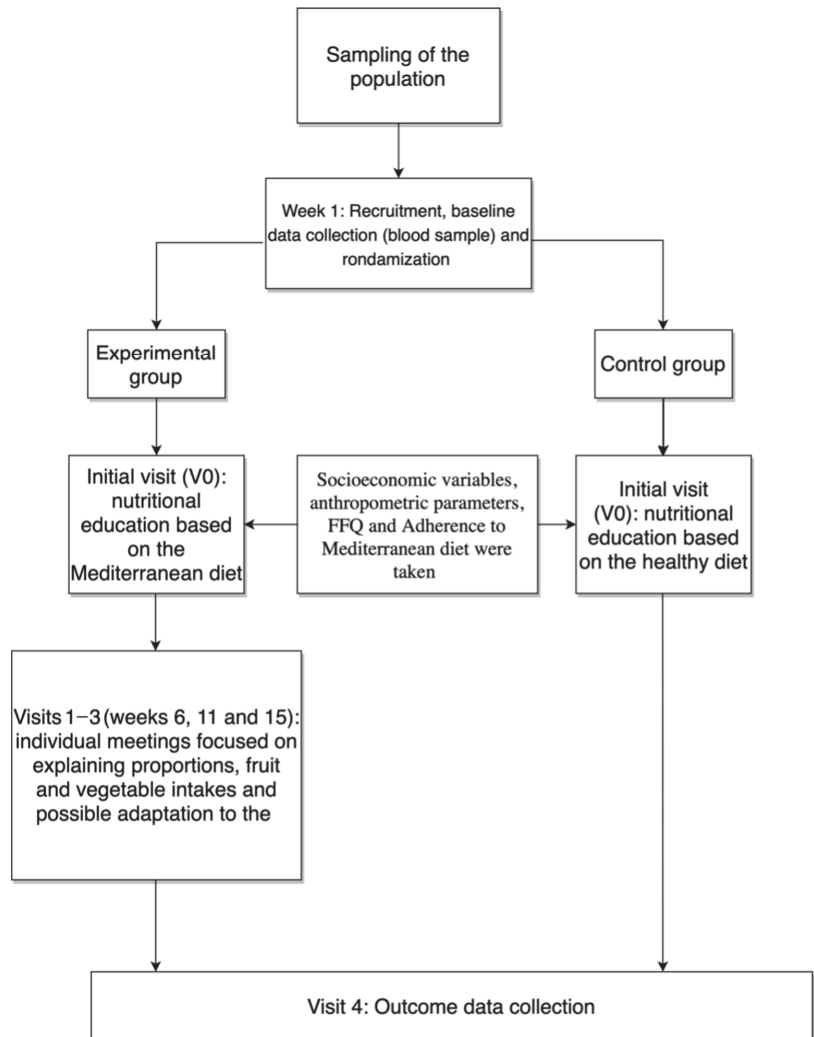 Sampling of the
population
Week 1: Recruitment, baseline
data collection (blood sample) and
rondamization
Experimental
group
Control group
Initial visit (V0):
nutritional
education based
on the
Mediterranean diet
Socioeconomic variables,
anthropometric parameters,
FFQ and Adherence to
Mediterranean diet were
taken
Initial visit
(V0): nutritional
education based
on the healthy diet
Visits 1–3 (weeks 6, 11 and 15):
individual meetings focused on
explaining proportions, fruit
and vegetable intakes and
possible adaptation to the
Visit 4: Outcome data collection